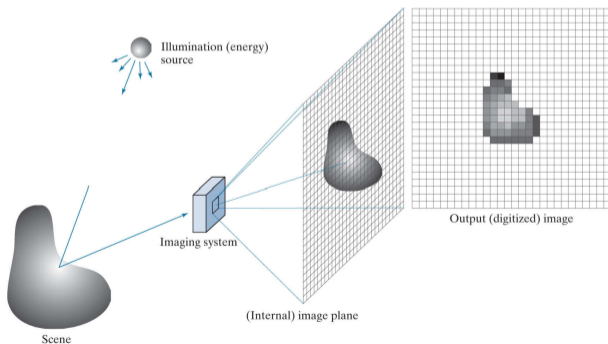 Illumination (energy)
source
Output (digitized) image
Imaging system
(Internal) image plane
Scene